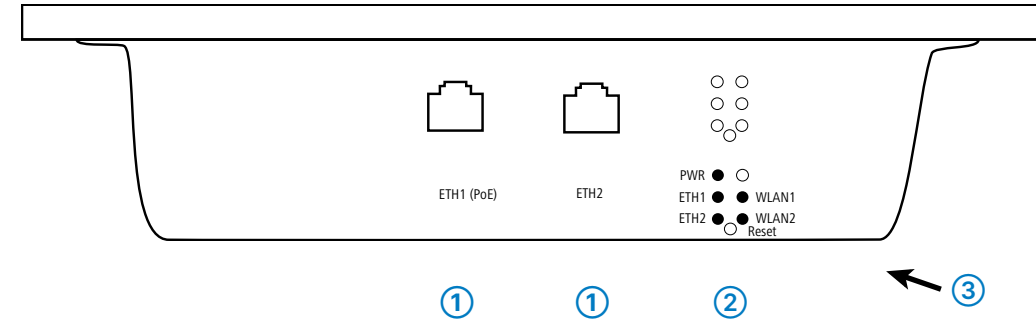 PWR
ETH1 (PoE) ETH2 ETH1 WLAN1
ETH2 WLAN2
Reset
1 1 2 3